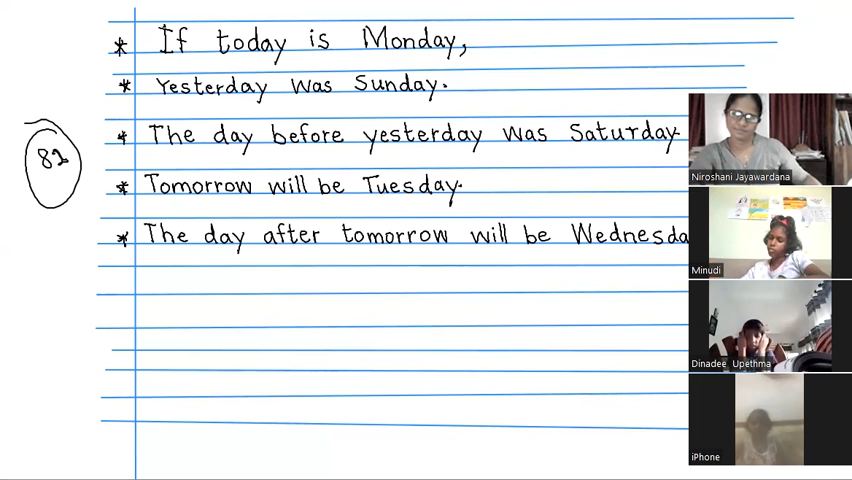 * If today is Monday,
* Yesterday was Sunday.
* The day before yesterday was Saturday.
* Tomorrow will be Tuesday.
* The day after tomorrow will be Wednesda
82
Niroshani Jayawardana
Minudi
Dinadee Upethma
iPhone